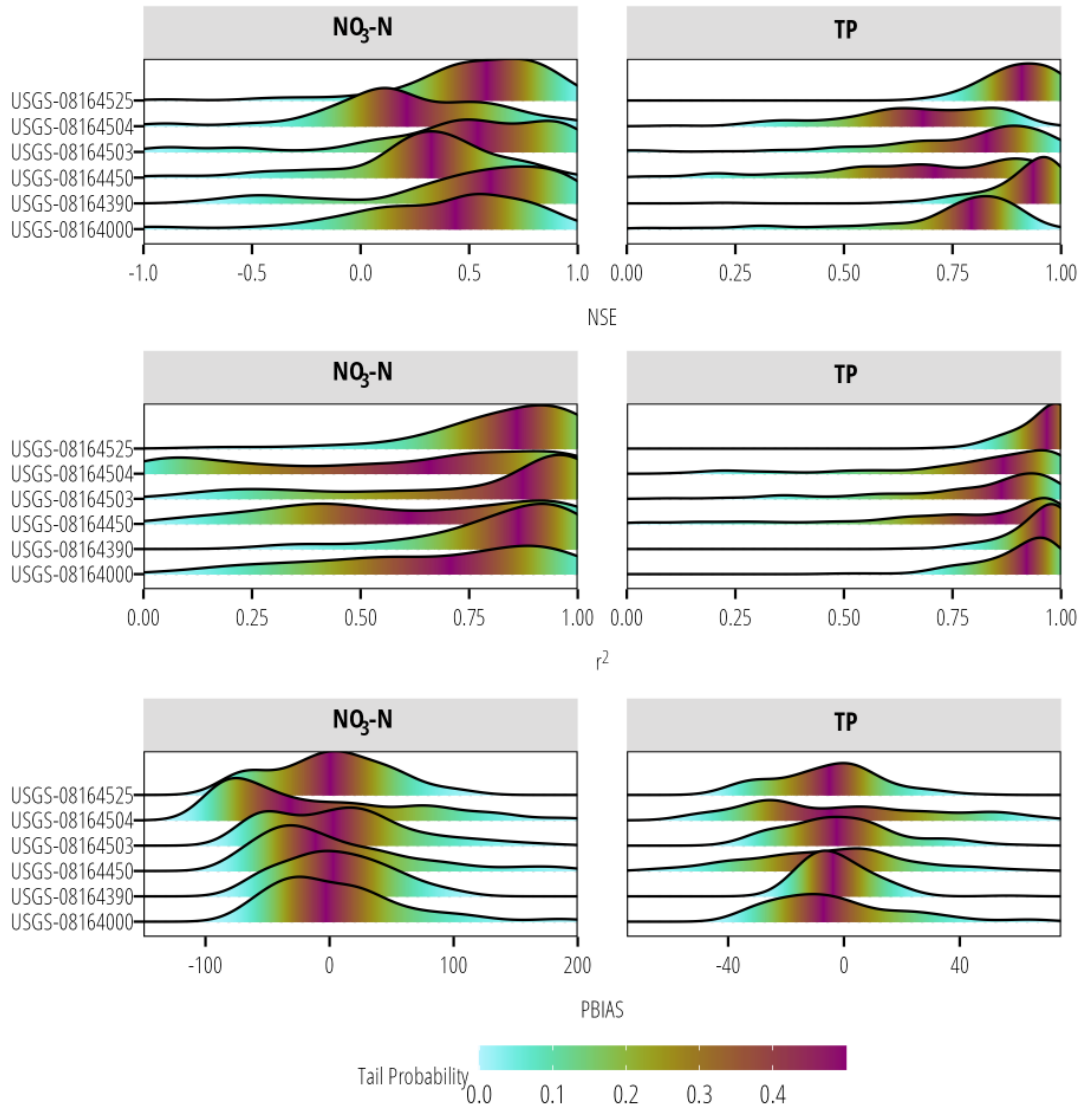 NO3-N TP
USGS-08164525
USGS-08164504
USGS-08164503
USGS-08164450
USGS-08164390
USGS-08164000
-1.0 -0.5 0.0 0.5 1.0 0.00 0.25 0.50 0.75 1.00
NSE
NO3-N TP
USGS-08164525
USGS-08164504
USGS-08164503
USGS-08164450
USGS-08164390
USGS-08164000
0.00 0.25 0.50 0.75 1.00 0.00 0.25 0.50 0.75 1.00
r2
NO3-N TP
USGS-08164525
USGS-08164504
USGS-08164503
USGS-08164450
USGS-08164390
USGS-08164000
-100 0 100 200 -40 0 40
PBIAS
Tail Probability 0.0 0.1 0.2 0.3 0.4